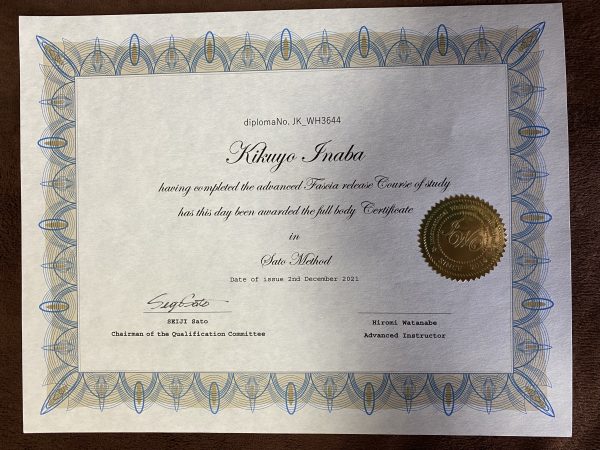 diplomaNo. JK_WH3644
Kikuyo Inaba
having completed the advanced Fascia release Course of study
has this day been awarded the full body Certificate
in
Sato Method
Date of issue 2nd December 2021
SEIJI Sato
Chairman of the Qualification Committee
Hiromi Watanabe
Advanced Instructor